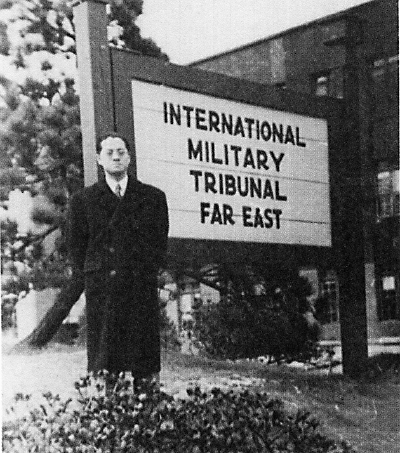 INTERNATIONAL
MILITARY
TRIBUNAL
FAR EAST